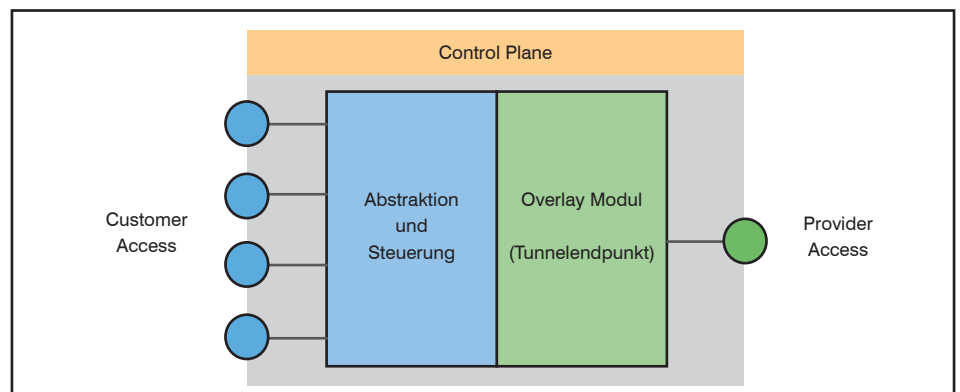 Control Plane
Customer
Access
Abstraktion
und
Steuerung
Overlay Modul
(Tunnelendpunkt)
Provider
Access